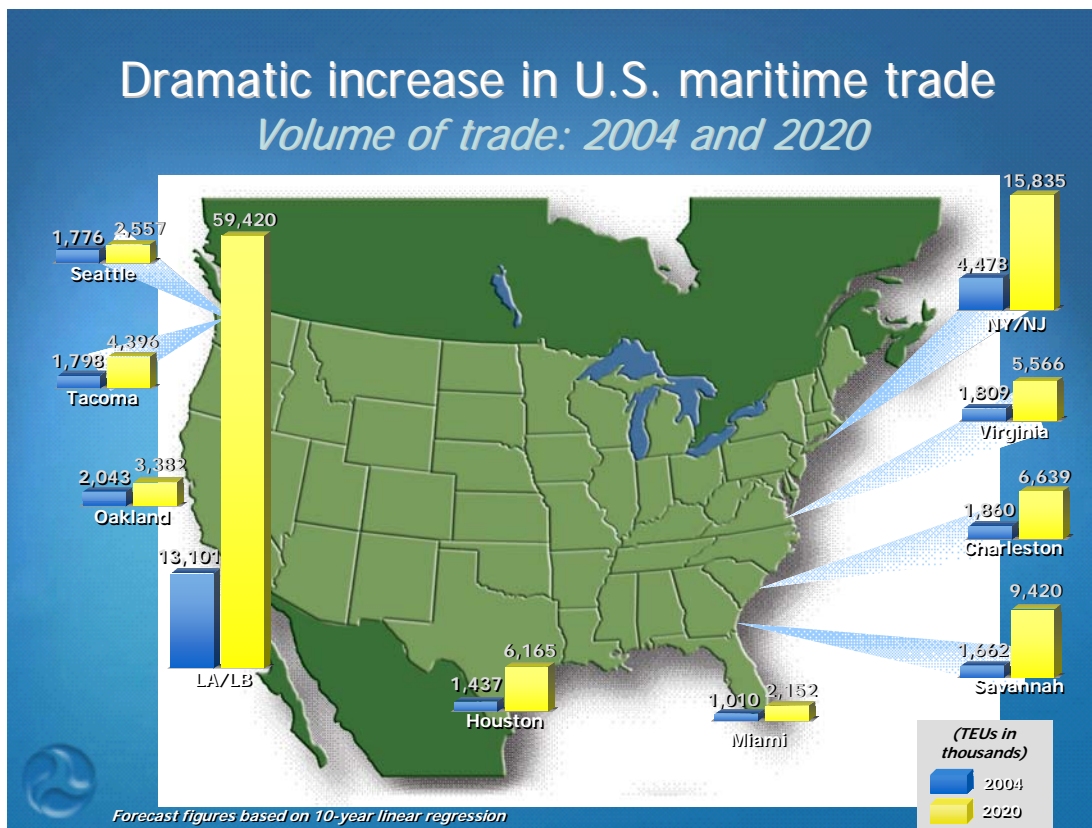 Dramatic increase in U.S. maritime trade
Volume of trade: 2004 and 2020
1,776
2,557
Seattle
1,798
4,396
Tacoma
2,043
3,382
Oakland
13,101
59,420
LA/LB
1,437
6,165
Houston
1,010
2,152
Miami
4,478
15,835
NY/NJ
1,809
5,566
Virginia
1,860
6,639
Charleston
1,662
9,420
Savannah
(TEUs in
thousands)
2004
2020
Forecast figures based on 10-year linear regression